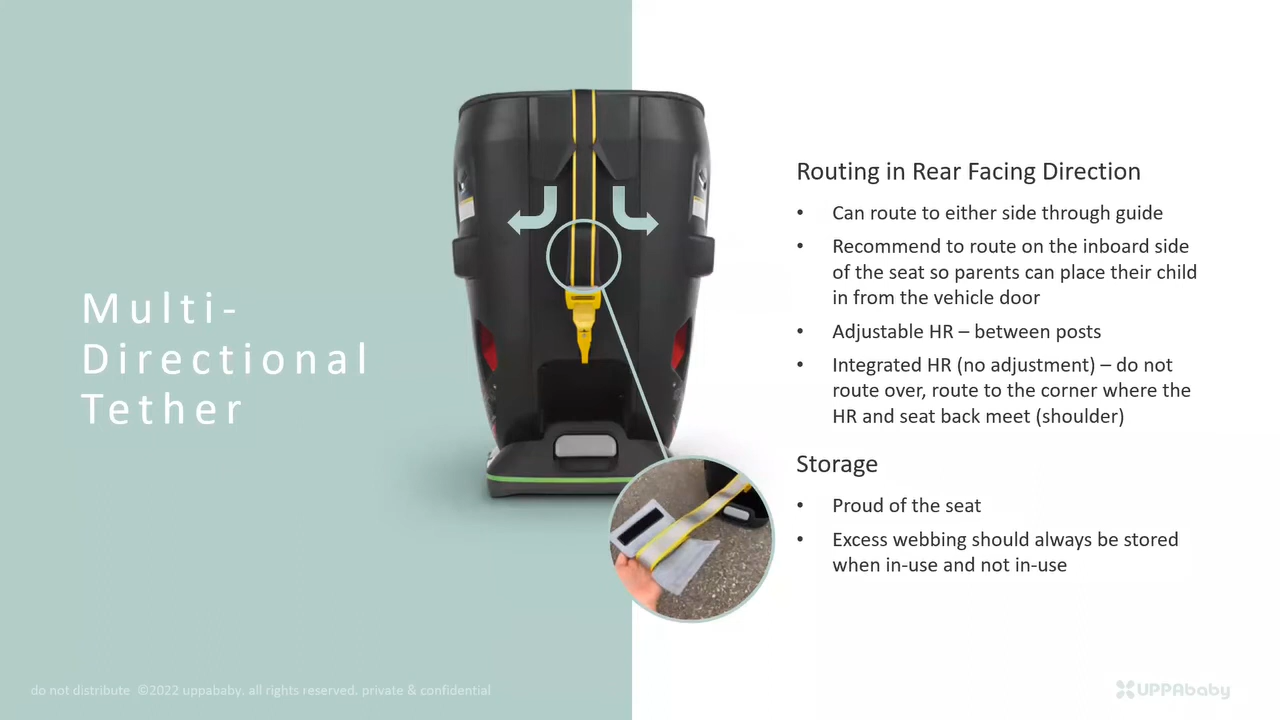 Multi-
Directional
Tether
Routing in Rear Facing Direction
• Can route to either side through guide
• Recommend to route on the inboard side
of the seat so parents can place their child
in from the vehicle door
• Adjustable HR – between posts
• Integrated HR (no adjustment) – do not
route over, route to the corner where the
HR and seat back meet (shoulder)
Storage
• Proud of the seat
• Excess webbing should always be stored
when in-use and not in-use
do not distribute ©2022 uppababy. all rights reserved. private & confidential
UPPAbaby